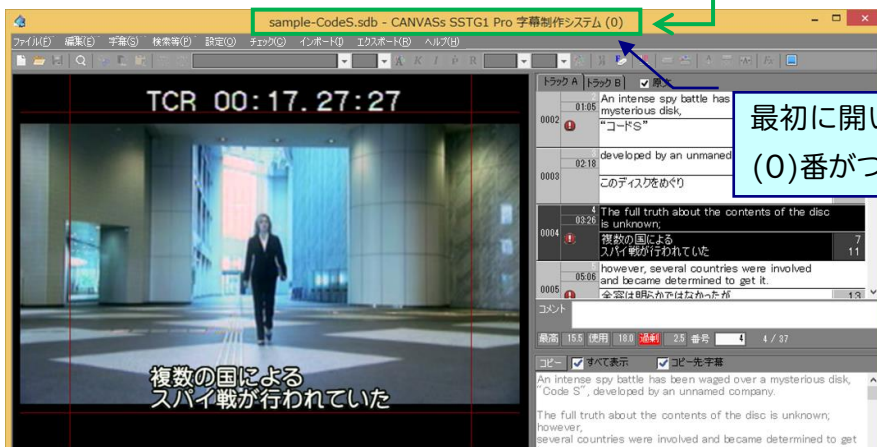 sample-CodeS.sdb - CANVASs SSTG1 Pro 字幕制作システム (0)
ファイル(F) 編集(E) 字幕(S) 検索等(P) 設定(O) チェック(C) インポート(I) エクスポート(R) ヘルプ(H)
TCR 00:17.27:27
複数の国による
スパイ戦が行われていた
トラック A トラック B
最初に開い
(0)番がつ
01:05 An intense spy battle has
mysterious disk,
0002
“コードS”
02:18 developed by an unmaned
0003
このディスクをめぐり
4 The full truth about the contents of the disc
03:26 is unknown;
0004
複数の国による 7
スパイ戦が行われていた 11
however, several countries were involved
05:06 and became determined to get it.
0005
全容は明らかではなかったが 13
コメント
最高 15.5 使用 18.0 過剰 2.5 番号 4 4 / 37
コピー すべて表示 コピー先字幕
An intense spy battle has been waged over a mysterious disk,
"Code S", developed by an unnamed company.
The full truth about the contents of the disc is unknown;
however,
several countries were involved and became determined to get